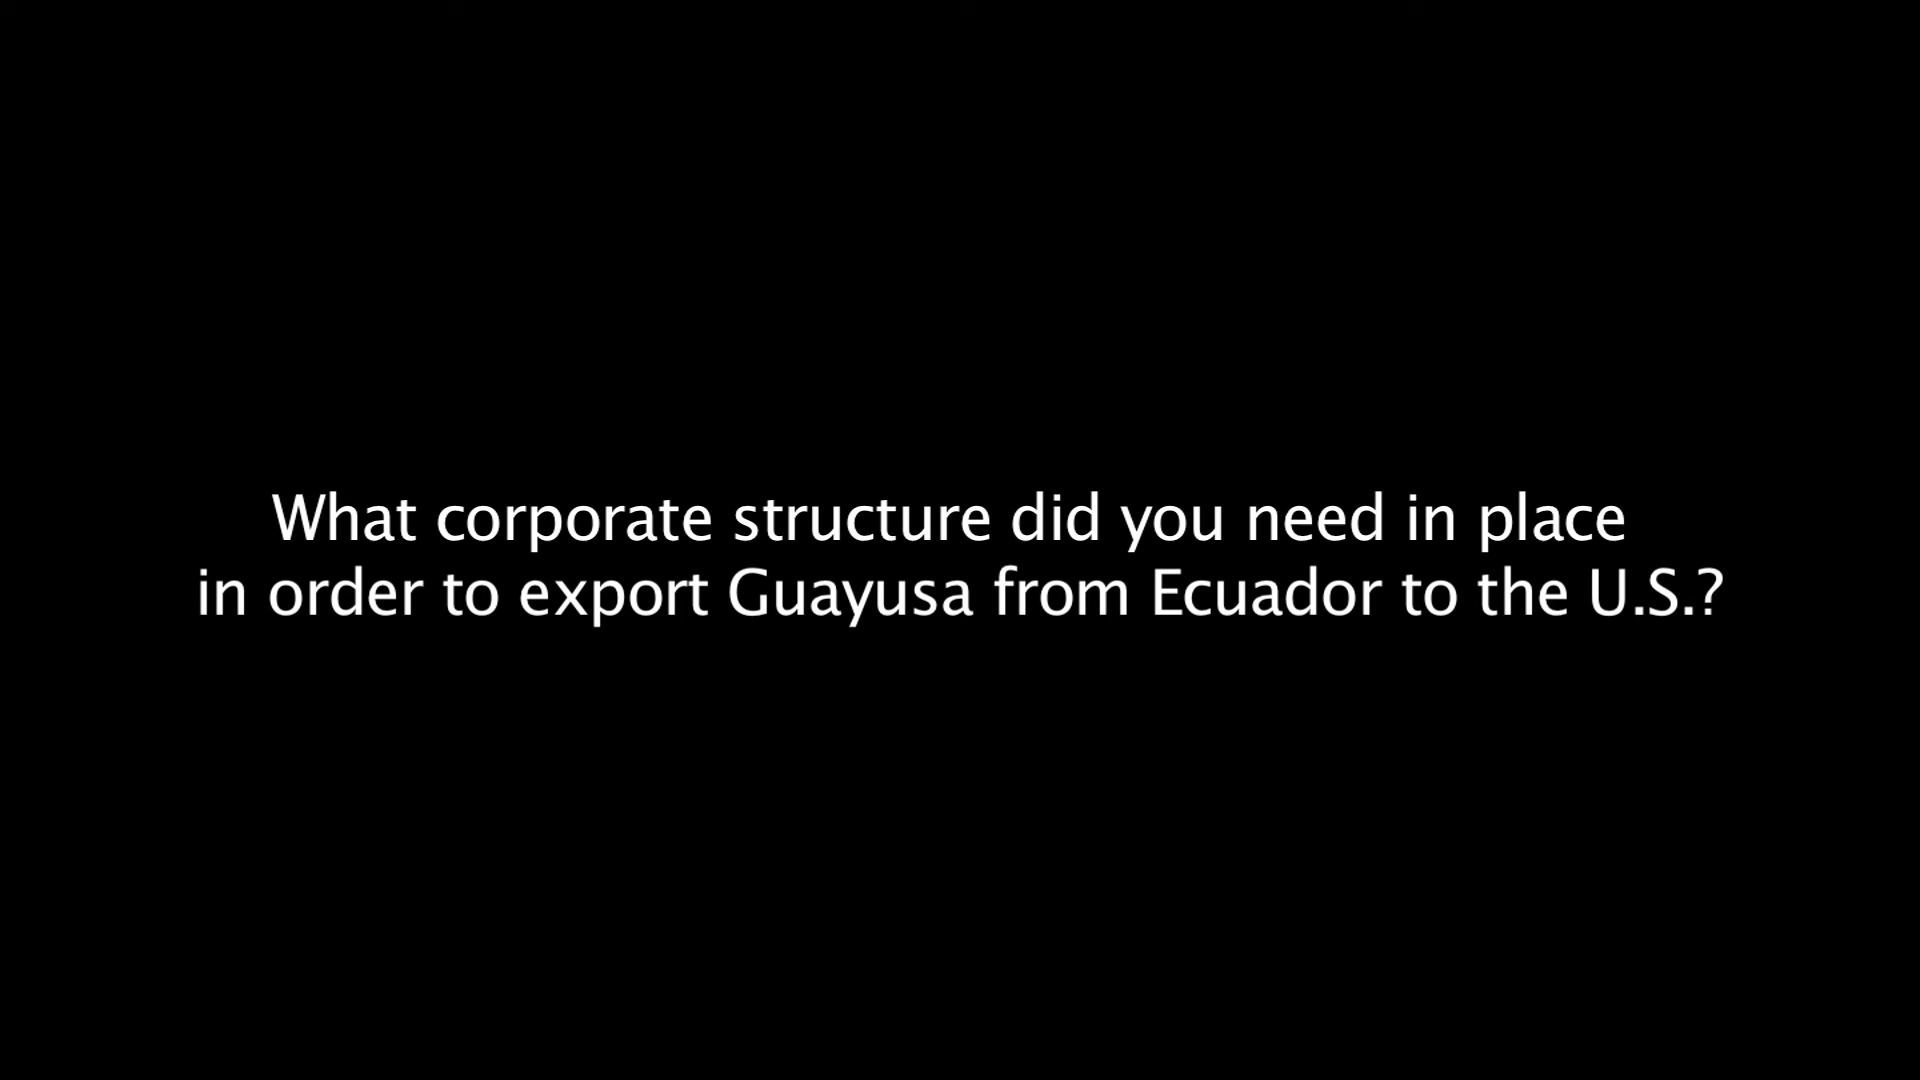 What corporate structure did you need in place
in order to export Guayusa from Ecuador to the U.S.?